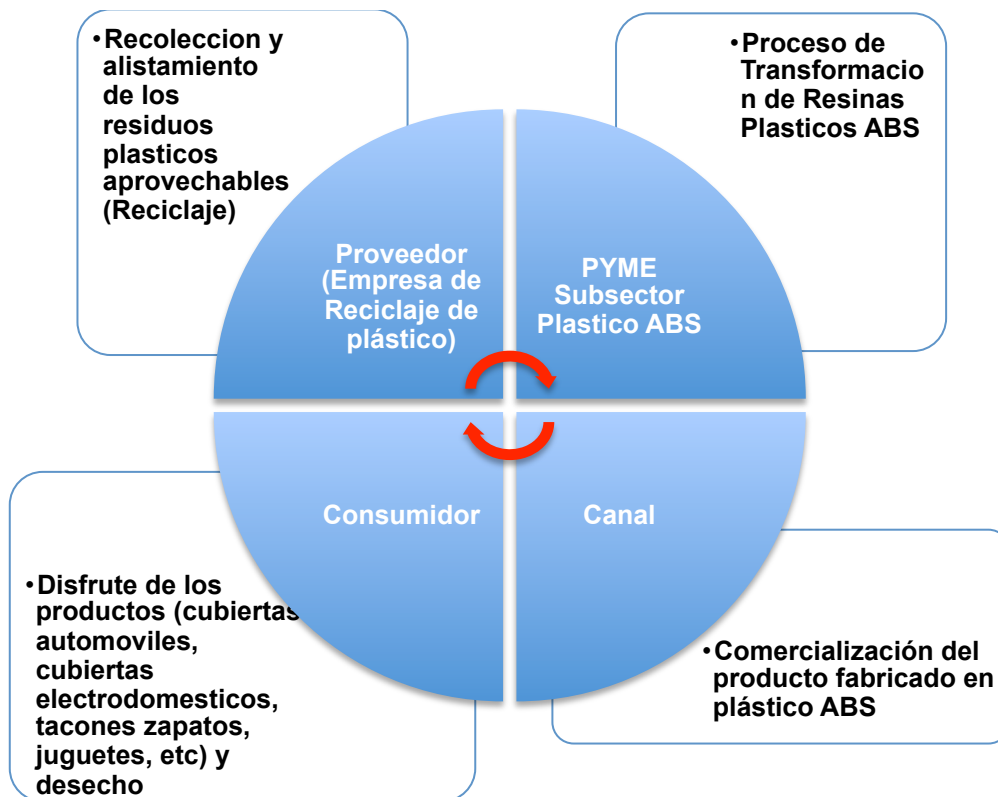 •Recoleccion y
alistamiento
de los
residuos
plasticos
aprovechables
(Reciclaje)
•Proceso de
Transformacio
n de Resinas
Plasticos ABS
Proveedor
(Empresa de
Reciclaje de
plástico)
PYME
Subsector
Plastico ABS
Consumidor
Canal
•Disfrute de los
productos (cubiertas
automoviles,
cubiertas
electrodomesticos,
tacones zapatos,
juguetes, etc) y
desecho
•Comercialización del
producto fabricado en
plástico ABS